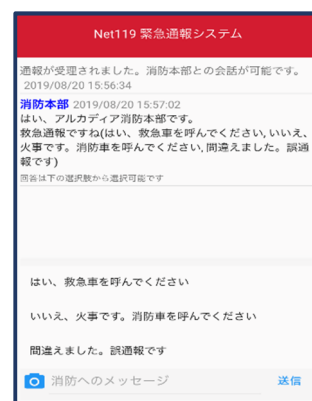 Net119 緊急通報システム
通報が受理されました。消防本部との会話が可能です。
2019/08/20 15:56:34
消防本部 2019/08/20 15:57:02
はい、アルカディア消防本部です。
救急通報ですね(はい、救急車を呼んでください, いいえ、
火事です。消防車を呼んでください, 間違えました。誤通
報です)
回答は下の選択肢から選択可能です
はい、救急車を呼んでください
いいえ、火事です。消防車を呼んでください
間違えました。誤通報です
消防へのメッセージ
送信